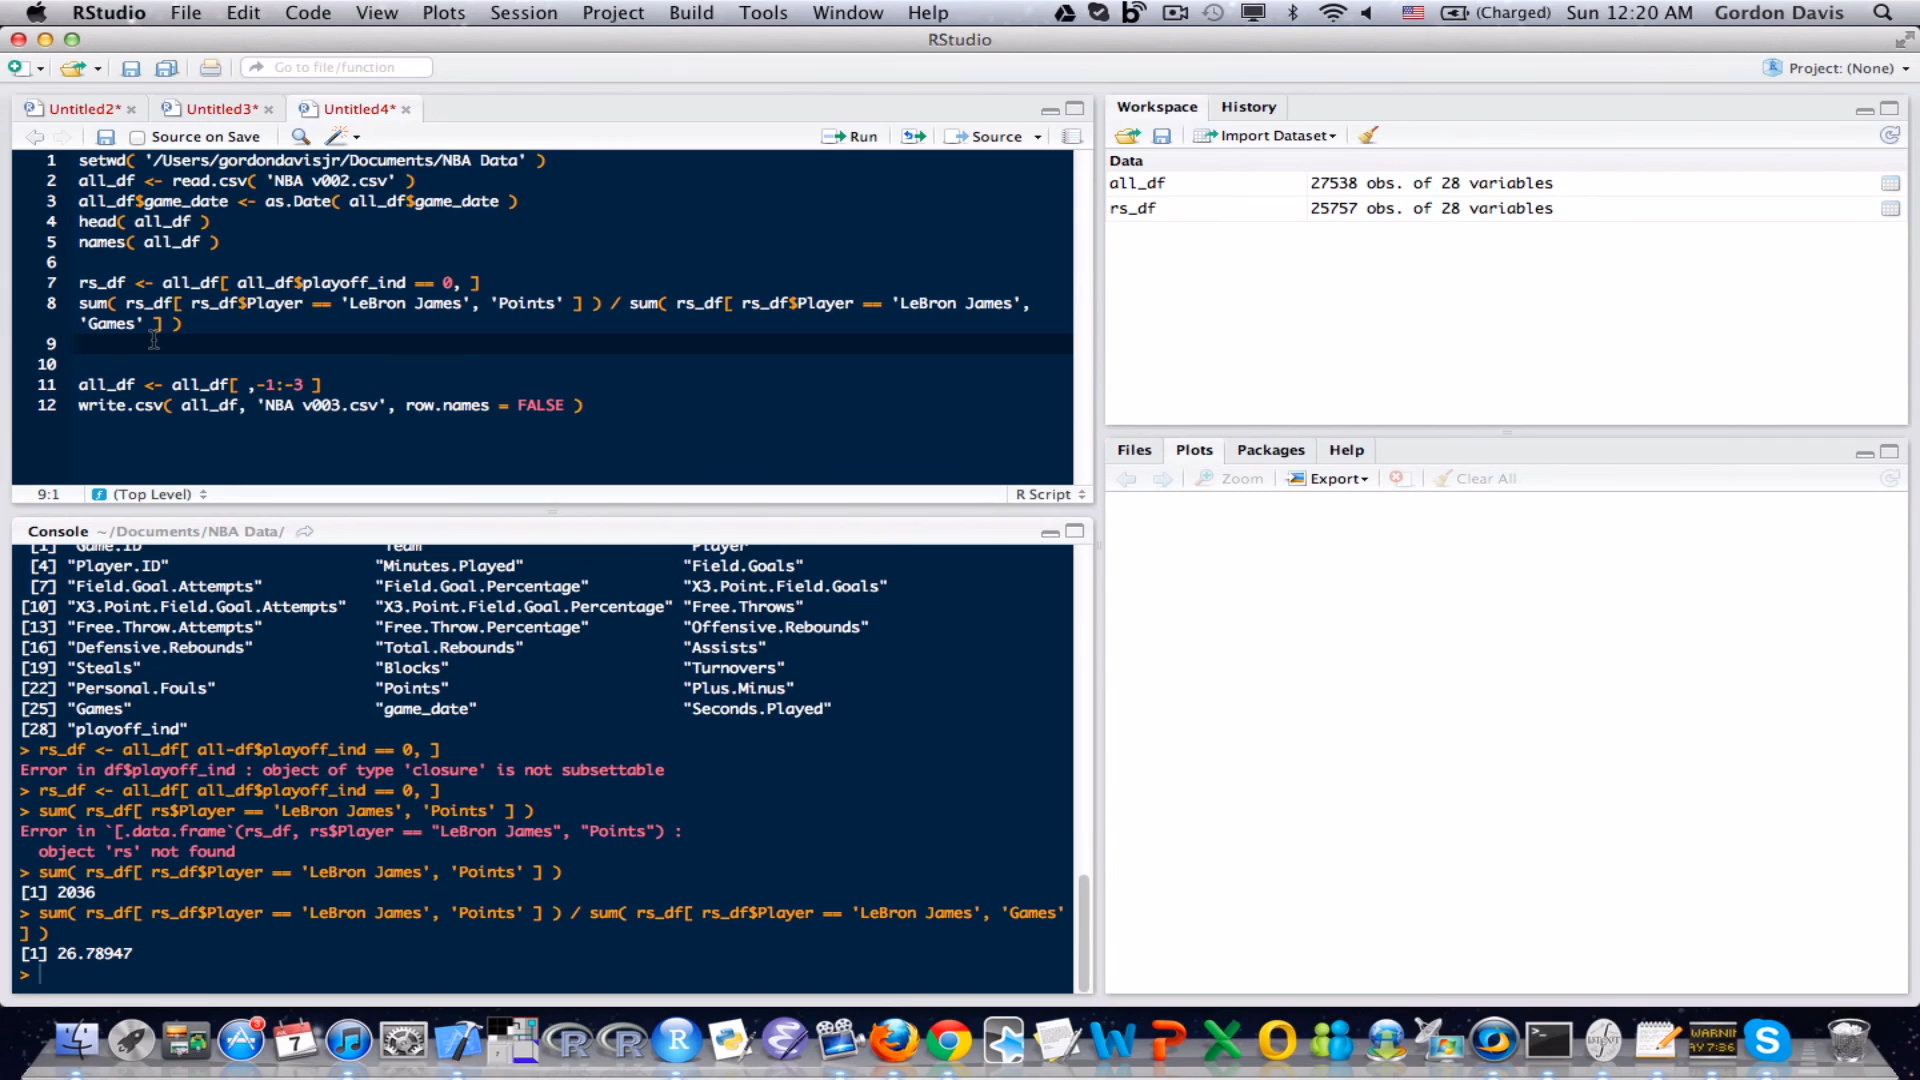 RStudio File Edit Code View Plots Session Project Build Tools Window Help (Charged) Sun 12:20 AM Gordon Davis
RStudio
Go to file/function Project: (None)
Untitled2* Untitled3* Untitled4*
Source on Save Run Source
1 setwd( '/Users/gordondavisjr/Documents/NBA Data' )
2 all_df <- read.csv( 'NBA v002.csv' )
3 all_df$game_date <- as.Date( all_df$game_date )
4 head( all_df )
5 names( all_df )
6
7 rs_df <- all_df[ all_df$playoff_ind == 0, ]
8 sum( rs_df[ rs_df$Player == 'LeBron James', 'Points' ] ) / sum( rs_df[ rs_df$Player == 'LeBron James',
'Games' ] )
9
10
11 all_df <- all_df[ ,-1:-3 ]
12 write.csv( all_df, 'NBA v003.csv', row.names = FALSE )
9:1 (Top Level) R Script
Console ~/Documents/NBA Data/
[1] "Game.ID" "Team" "Player"
[4] "Player.ID" "Minutes.Played" "Field.Goals"
[7] "Field.Goal.Attempts" "Field.Goal.Percentage" "X3.Point.Field.Goals"
[10] "X3.Point.Field.Goal.Attempts" "X3.Point.Field.Goal.Percentage" "Free.Throws"
[13] "Free.Throw.Attempts" "Free.Throw.Percentage" "Offensive.Rebounds"
[16] "Defensive.Rebounds" "Total.Rebounds" "Assists"
[19] "Steals" "Blocks" "Turnovers"
[22] "Personal.Fouls" "Points" "Plus.Minus"
[25] "Games" "game_date" "Seconds.Played"
[28] "playoff_ind"
> rs_df <- all_df[ all-df$playoff_ind == 0, ]
Error in df$playoff_ind : object of type 'closure' is not subsettable
> rs_df <- all_df[ all_df$playoff_ind == 0, ]
> sum( rs_df[ rs$Player == 'LeBron James', 'Points' ] )
Error in `[.data.frame`(rs_df, rs$Player == "LeBron James", "Points") :
object 'rs' not found
> sum( rs_df[ rs_df$Player == 'LeBron James', 'Points' ] )
[1] 2036
> sum( rs_df[ rs_df$Player == 'LeBron James', 'Points' ] ) / sum( rs_df[ rs_df$Player == 'LeBron James', 'Games'
] )
[1] 26.78947
>
Workspace History
Import Dataset
Data
all_df 27538 obs. of 28 variables
rs_df 25757 obs. of 28 variables
Files Plots Packages Help
Zoom Export Clear All
3 7 WARNIN